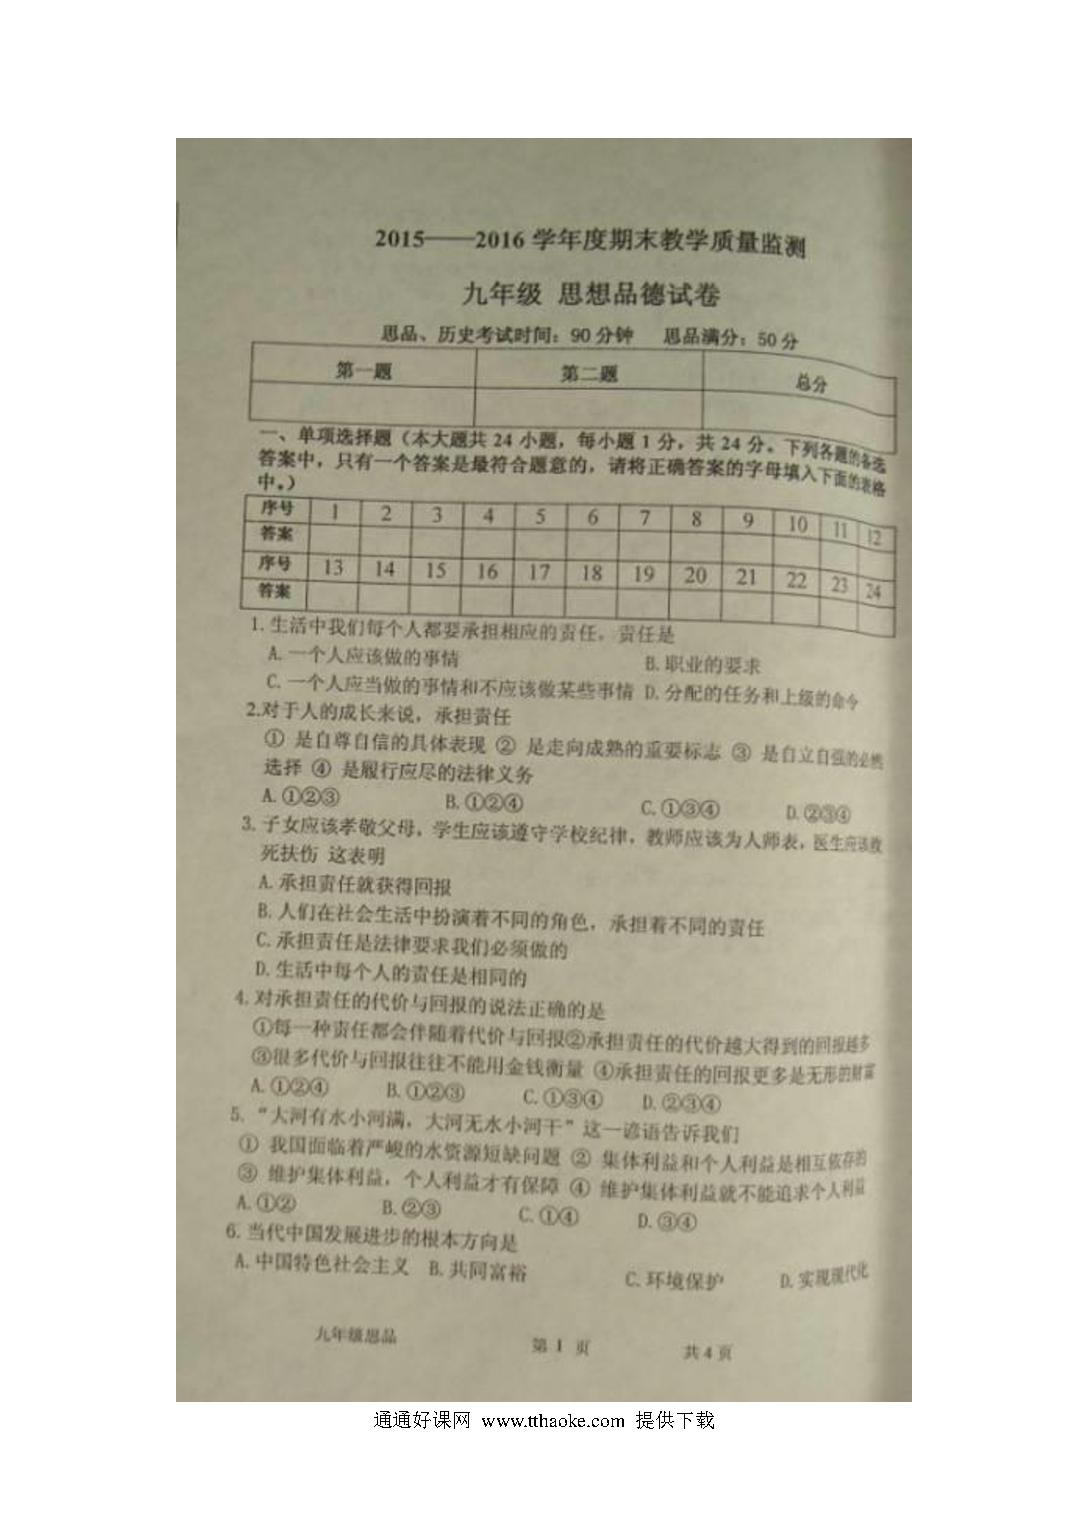 2015——2016 学年度期末教学质量监测
九年级 思想品德试卷
思品、历史考试时间：90 分钟 思品满分：50 分
第一题 第二题 总分
一、单项选择题（本大题共 24 小题，每小题 1 分，共 24 分。下列各题的备选
答案中，只有一个答案是最符合题意的，请将正确答案的字母填入下面的表格
中。）
序号 1 2 3 4 5 6 7 8 9 10 11 12
答案
序号 13 14 15 16 17 18 19 20 21 22 23 24
答案
1. 生活中我们每个人都要承担相应的责任，责任是
A. 一个人应该做的事情 B. 职业的要求
C. 一个人应当做的事情和不应该做某些事情 D. 分配的任务和上级的命令
2.对于人的成长来说，承担责任
① 是自尊自信的具体表现 ② 是走向成熟的重要标志 ③ 是自立自强的必然
选择 ④ 是履行应尽的法律义务
A. ①②③ B. ①②④ C. ①③④ D. ②③④
3. 子女应该孝敬父母，学生应该遵守学校纪律，教师应该为人师表，医生应该救
死扶伤 这表明
A. 承担责任就获得回报
B. 人们在社会生活中扮演着不同的角色，承担着不同的责任
C. 承担责任是法律要求我们必须做的
D. 生活中每个人的责任是相同的
4. 对承担责任的代价与回报的说法正确的是
①每一种责任都会伴随着代价与回报②承担责任的代价越大得到的回报越多
③很多代价与回报往往不能用金钱衡量 ④承担责任的回报更多是无形的财富
A. ①②④ B. ①②③ C. ①③④ D. ②③④
5. “大河有水小河满，大河无水小河干”这一谚语告诉我们
① 我国面临着严峻的水资源短缺问题 ② 集体利益和个人利益是相互依存的
③ 维护集体利益，个人利益才有保障 ④ 维护集体利益就不能追求个人利益
A. ①② B. ②③ C. ①④ D. ③④
6. 当代中国发展进步的根本方向是
A. 中国特色社会主义 B. 共同富裕 C. 环境保护 D. 实现现代化
九年级思品 第 1 页 共 4 页
通通好课网 www.tthaoke.com 提供下载